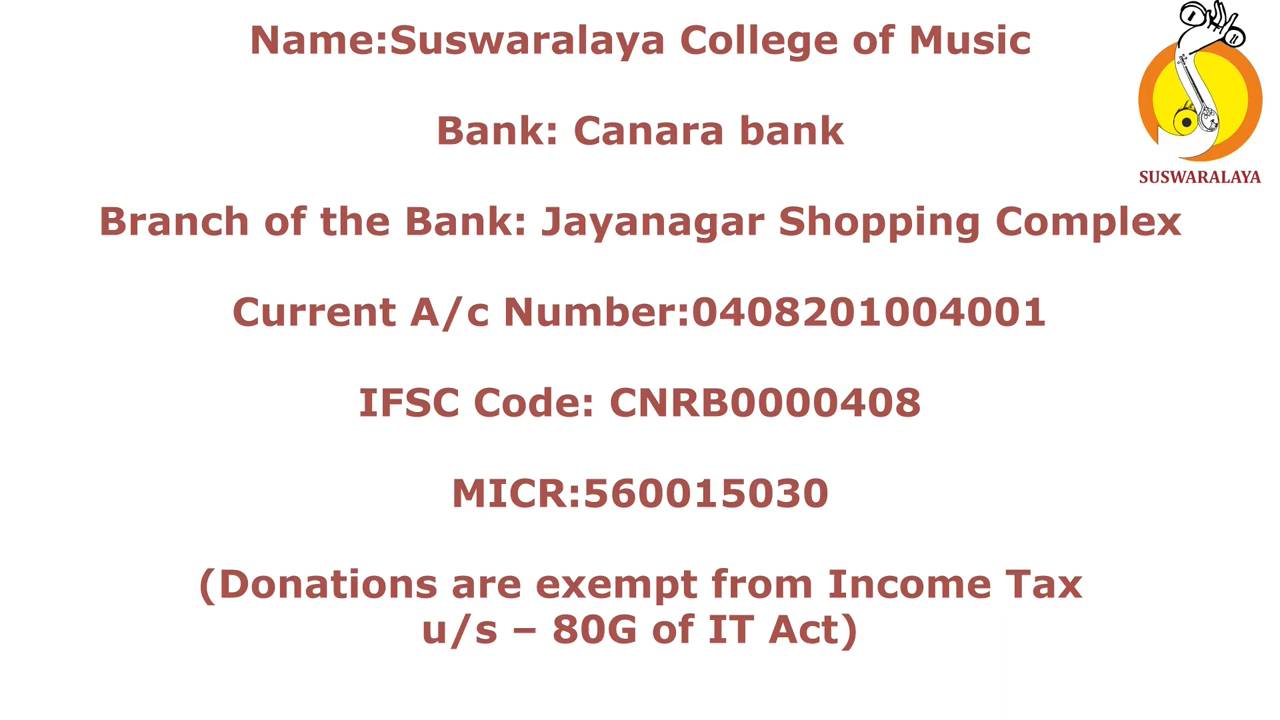 Name:Suswaralaya College of Music
SUSWARALAYA
Bank: Canara bank
Branch of the Bank: Jayanagar Shopping Complex
Current A/c Number:0408201004001
IFSC Code: CNRB0000408
MICR:560015030
(Donations are exempt from Income Tax
u/s – 80G of IT Act)